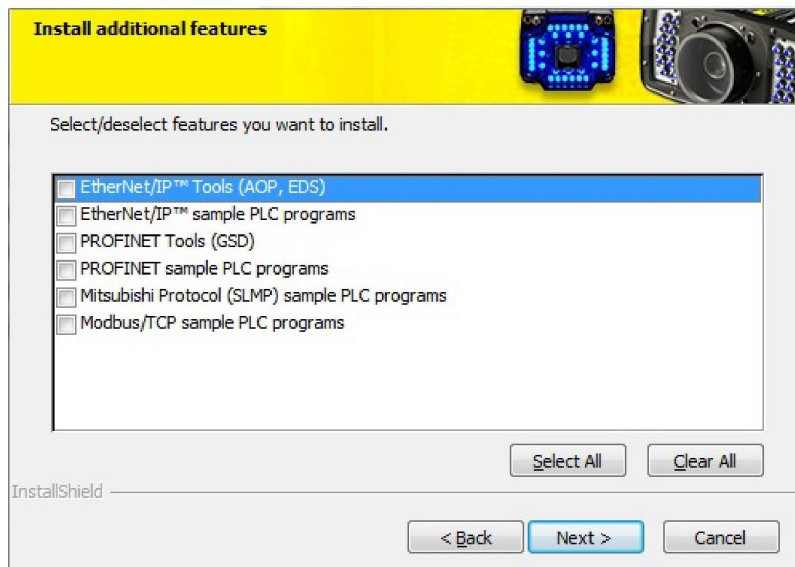 Install additional features
Select/deselect features you want to install.
EtherNet/IP™ Tools (AOP, EDS)
EtherNet/IP™ sample PLC programs
PROFINET Tools (GSD)
PROFINET sample PLC programs
Mitsubishi Protocol (SLMP) sample PLC programs
Modbus/TCP sample PLC programs
Select All Clear All
InstallShield
< Back Next > Cancel